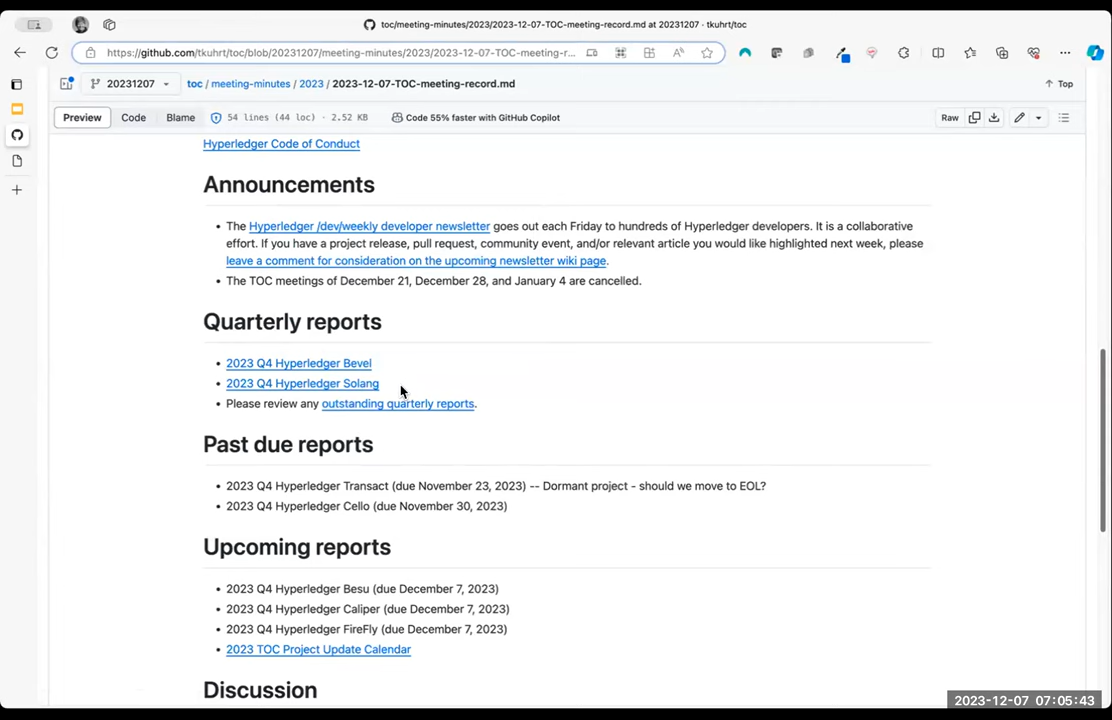 toc/meeting-minutes/2023/2023-12-07-TOC-meeting-record.md at 20231207 · tkuhrt/toc
https://github.com/tkuhrt/toc/blob/20231207/meeting-minutes/2023/2023-12-07-TOC-meeting-r...
20231207
toc / meeting-minutes / 2023 / 2023-12-07-TOC-meeting-record.md
Top
Preview Code Blame 54 lines (44 loc) · 2.52 KB Code 55% faster with GitHub Copilot Raw
Hyperledger Code of Conduct
Announcements
• The Hyperledger /dev/weekly developer newsletter goes out each Friday to hundreds of Hyperledger developers. It is a collaborative
effort. If you have a project release, pull request, community event, and/or relevant article you would like highlighted next week, please
leave a comment for consideration on the upcoming newsletter wiki page.
• The TOC meetings of December 21, December 28, and January 4 are cancelled.
Quarterly reports
• 2023 Q4 Hyperledger Bevel
• 2023 Q4 Hyperledger Solang
• Please review any outstanding quarterly reports.
Past due reports
• 2023 Q4 Hyperledger Transact (due November 23, 2023) -- Dormant project - should we move to EOL?
• 2023 Q4 Hyperledger Cello (due November 30, 2023)
Upcoming reports
• 2023 Q4 Hyperledger Besu (due December 7, 2023)
• 2023 Q4 Hyperledger Caliper (due December 7, 2023)
• 2023 Q4 Hyperledger FireFly (due December 7, 2023)
• 2023 TOC Project Update Calendar
Discussion
2023-12-07 07:05:43